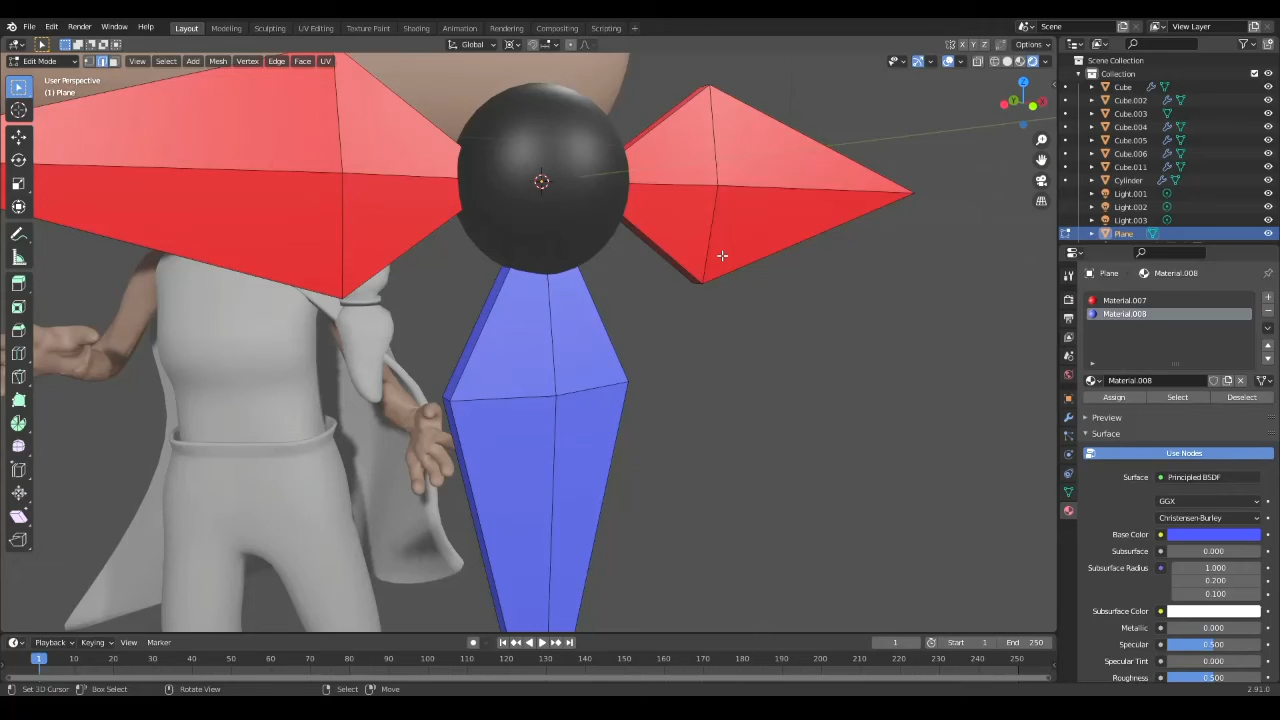 File Edit Render Window Help Layout Modeling Sculpting UV Editing Texture Paint Shading Animation Rendering Compositing Scripting + Scene View Layer
Global Options
Edit Mode View Select Add Mesh Vertex Edge Face UV X Y Z
User Perspective
(1) Plane
Scene Collection
Collection
Cube
Cube.002
Cube.003
Cube.004
Cube.005
Cube.006
Cube.011
Cylinder
Light.001
Light.002
Light.003
Plane
Plane Material.008
Material.007
Material.008
Material.008
Assign Select Deselect
Preview
Surface
Use Nodes
Surface Principled BSDF
GGX
Christensen-Burley
Base Color
Subsurface 0.000
Subsurface Radius 1.000
0.200
0.100
Subsurface Color
Metallic 0.000
Specular 0.500
Specular Tint 0.000
Roughness 0.500
Playback Keying View Marker 1 Start 1 End 250
1 10 20 30 40 50 60 70 80 90 100 110 120 130 140 150 160 170 180 190 200 210 220 230 240 250
Set 3D Cursor Box Select Rotate View Select Move 2.91.0